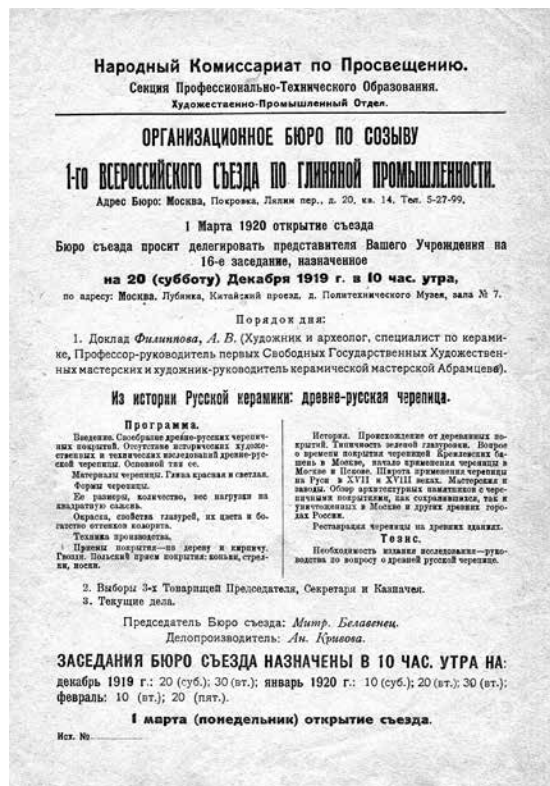 Народный Комиссариат по Просвещению.
Секция Профессионально-Технического Образования.
Художественно-Промышленный Отдел.
ОРГАНИЗАЦИОННОЕ БЮРО ПО СОЗЫВУ
1-го ВСЕРОССИЙСКОГО СЪЕЗДА ПО ГЛИНЯНОЙ ПРОМЫШЛЕННОСТИ.
Адрес Бюро: Москва, Покровка, Лялин пер., д. 20, кв. 14. Тел. 5-27-99.
1 Марта 1920 открытие съезда
Бюро съезда просит делегировать представителя Вашего Учреждения на
16-е заседание, назначенное
на 20 (субботу) Декабря 1919 г. в 10 час. утра,
по адресу: Москва, Лубянка, Китайский проезд, д. Политехнического Музея, зала № 7.
Порядок дня:
1. Доклад Филиппова, А. В. (Художник и археолог, специалист по керами-
ке, Профессор-руководитель первых Свободных Государственных Художествен-
ных мастерских и художник-руководитель керамической мастерской Абрамцева).
Из истории Русской керамики: древне-русская черепица.
Программа.
Введение. Своебразие древне-русских черепич-
ных покрытий. Отсутствие исторических художе-
ственных и технических исследований древне-рус-
ской черепицы. Основной тип ее.
Материалы черепицы. Глина красная и светлая.
Формы черепицы.
Ее размеры, количество, вес нагрузки на
квадратную сажень.
Окраска, свойства глазурей, их цвета и бо-
гатство оттенков колорита.
Техника производства.
Приемы покрытия—по дереву и кирпичу.
Гвозди. Польский прием покрытия: коньки, стрел-
ки, носки.
История. Происхождение от деревянных по-
крытий. Типичность зеленой глазуровки. Вопрос
о времени покрытия черепицей Кремлевских ба-
шень в Москве, начало применения черепицы в
Москве и Пскове. Широта применения черепицы
на Руси в XVII и XVIII веках. Мастерския и
заводы. Обзор архитектурных памятников с чере-
пичными покрытиями, как сохранившихся, так и
уничтоженных в Москве и других древних горо-
дах России.
Реставрация черепицы на древних зданиях.
Тезис.
Необходимость издания исследования—руко-
водства по вопросу о древней русской черепице.
2. Выборы 3-х Товарищей Председателя, Секретаря и Казначея.
3. Текущие дела.
Председатель Бюро съезда: Митр. Белавенец.
Делопроизводитель: Ан. Кривова.
ЗАСЕДАНИЯ БЮРО СЪЕЗДА НАЗНАЧЕНЫ В 10 ЧАС. УТРА НА:
декабрь 1919 г.: 20 (суб.); 30 (вт.); январь 1920 г.: 10 (суб.); 20 (вт.); 30 (вт.);
февраль: 10 (вт.); 20 (пят.).
1 марта (понедельник) открытие съезда.
Исх. №